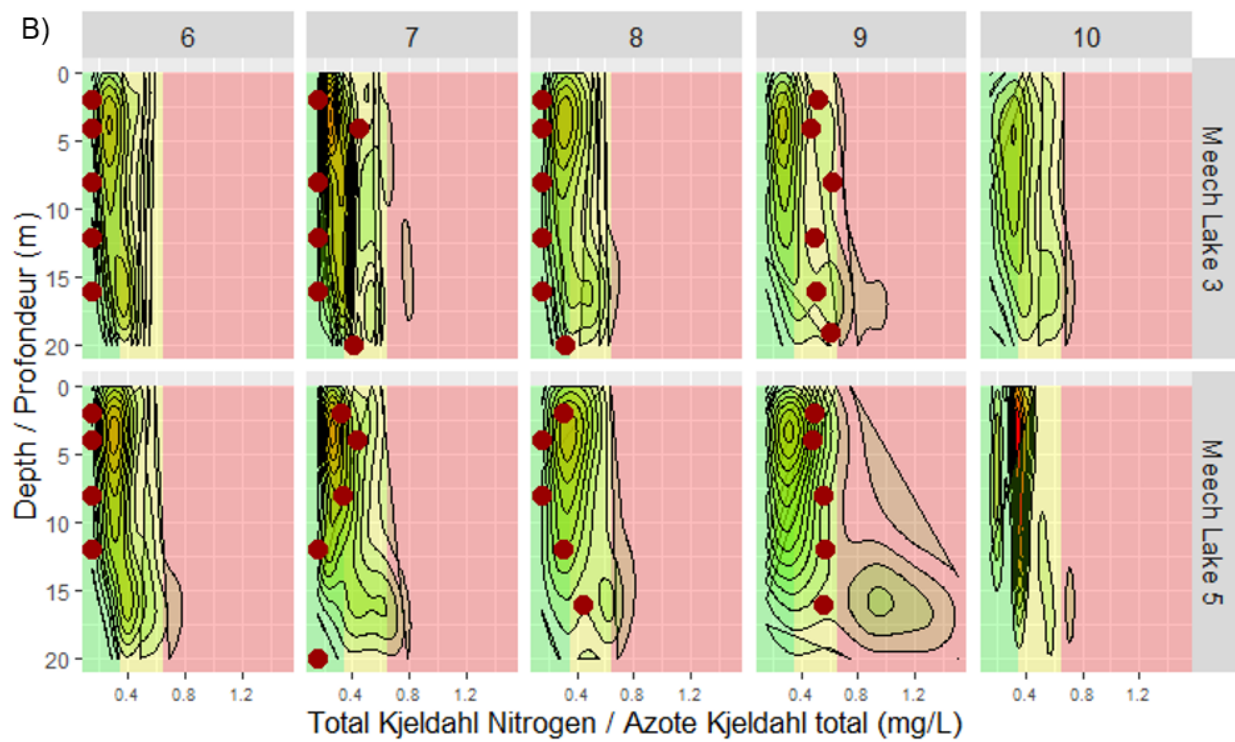 B)
6 7 8 9 10
0
5
10
15
20
Meech Lake 3
0
5
10
15
20
Meech Lake 5
Depth / Profondeur (m)
0.4 0.8 1.2 0.4 0.8 1.2 0.4 0.8 1.2 0.4 0.8 1.2 0.4 0.8 1.2
Total Kjeldahl Nitrogen / Azote Kjeldahl total (mg/L)